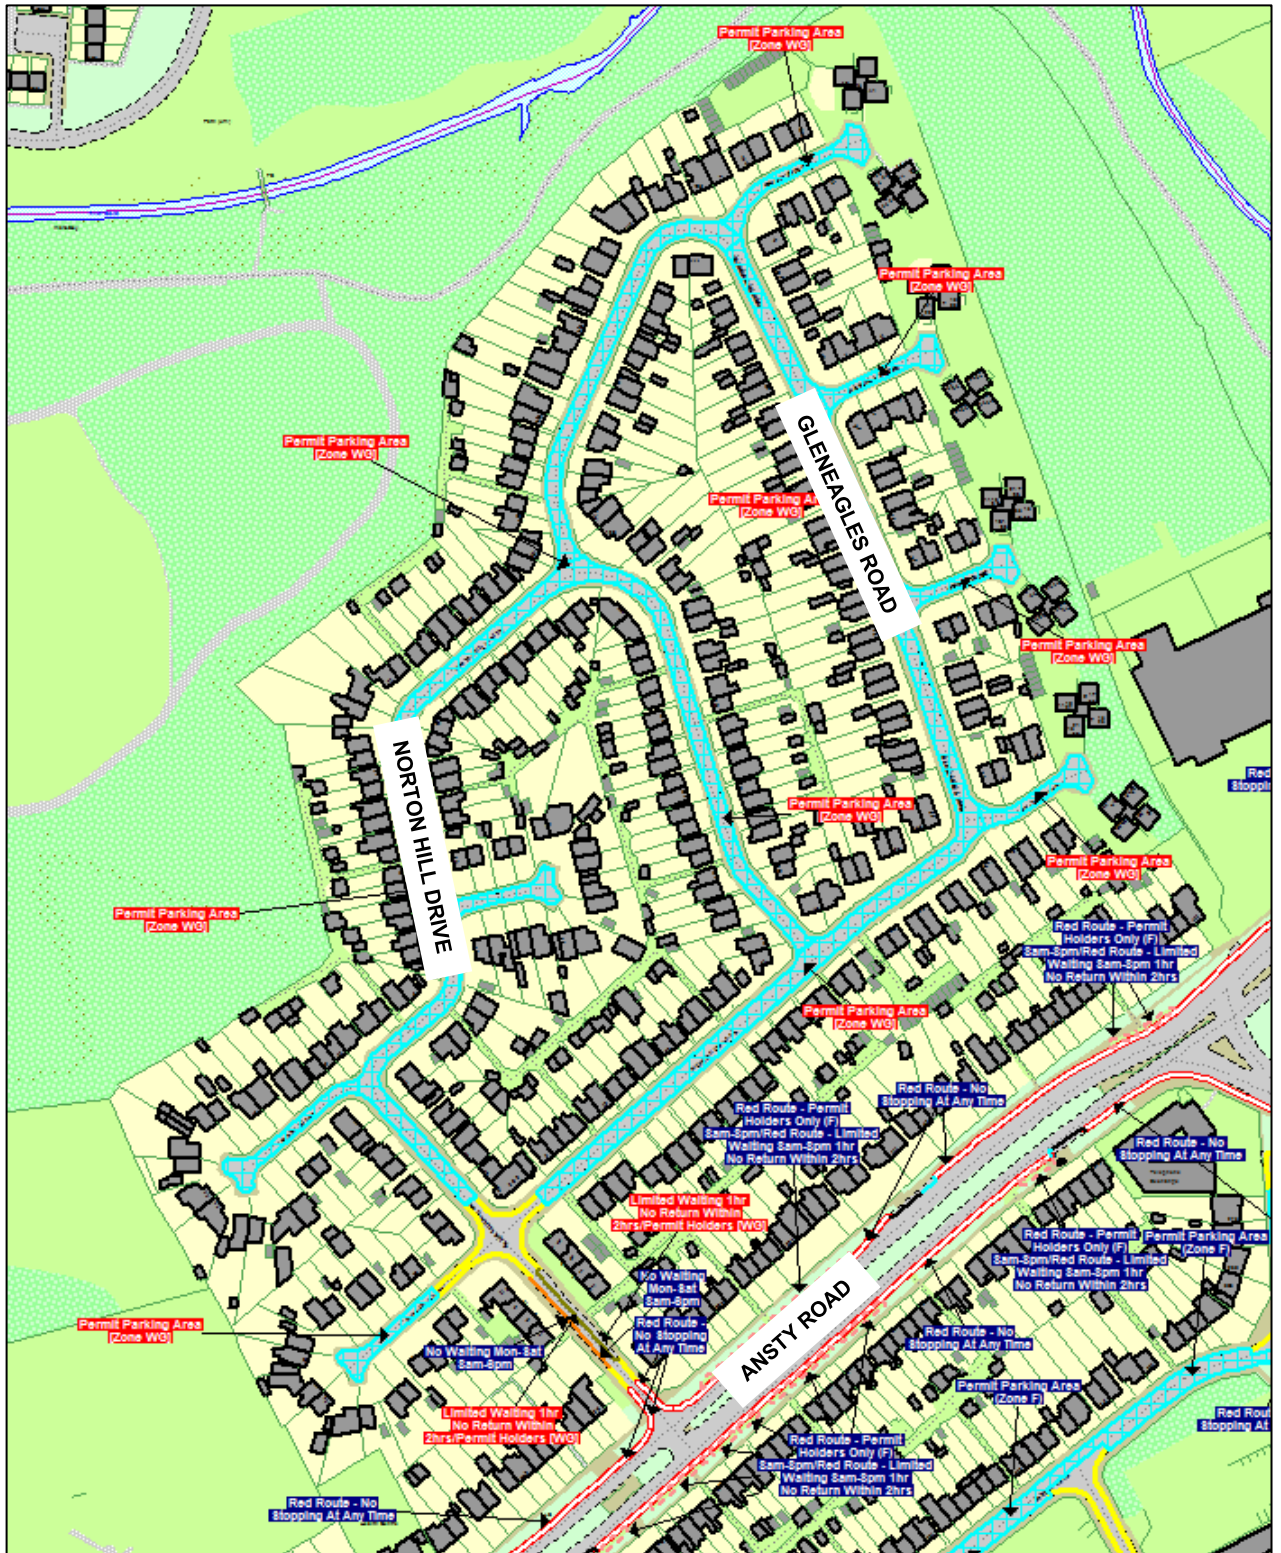 Permit Parking Area
[Zone WG]
Permit Parking Area
[Zone WG]
Permit Parking Area
[Zone WG]
GLENEAGLES ROAD
Permit Parking
[Zone WG]
Permit Parking Area
[Zone WG]
NORTON HILL DRIVE
Red
Permit Parking Area
[Zone WG]
Permit Parking Area
[Zone WG]
Permit Parking Area
[Zone WG]
Red Route - Permit
Holders Only (F)
8am-8pm/Red Route - Limited
Waiting 8am-8pm 1hr
No Return Within 2hrs
Permit Parking Area
[Zone WG]
Red Route - No
Stopping At Any Time
Red Route - Permit
Holders Only (F)
8am-8pm/Red Route - Limited
Waiting 8am-8pm 1hr
No Return Within 2hrs
Red Route - No
Stopping At Any Time
Limited Waiting 1hr
No Return Within
2hrs/Permit Holders [WG]
Red Route - Permit
Holders Only (F)
8am-8pm/Red Route - Limited
Waiting 8am-8pm 1hr
No Return Within 2hrs
Permit Parking Area
(Zone F)
No Waiting
Mon-Sat
8am-6pm
Red Route -
No Stopping
At Any Time
ANSTY ROAD
Permit Parking Area
[Zone WG]
No Waiting Mon-Sat
8am-6pm
Red Route - No
Stopping At Any Time
Permit Parking Area
(Zone F)
Limited Waiting 1hr
No Return Within
2hrs/Permit Holders [WG]
Red Rout
Stopping At
Red Route - Permit
Holders Only (F)
8am-8pm/Red Route - Limited
Waiting 8am-8pm 1hr
No Return Within 2hrs
Red Route - No
Stopping At Any Time